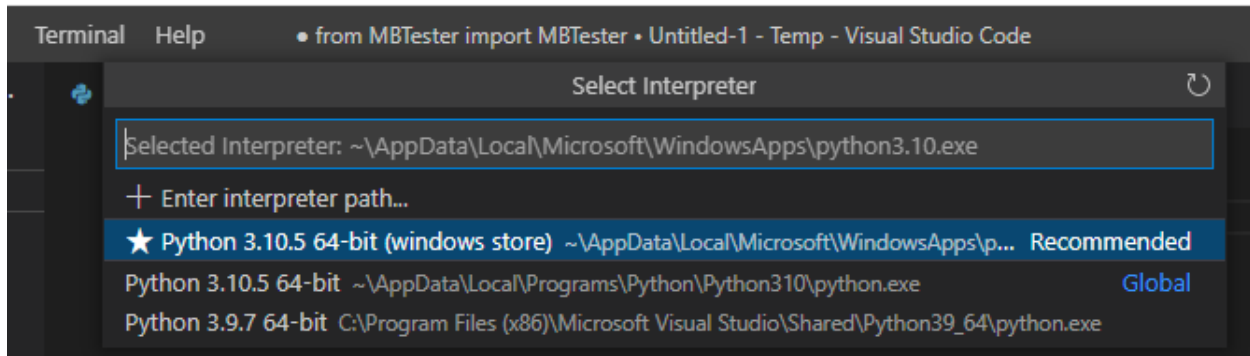 Terminal Help ● from MBTester import MBTester • Untitled-1 - Temp - Visual Studio Code
Select Interpreter
Selected Interpreter: ~\AppData\Local\Microsoft\WindowsApps\python3.10.exe
+ Enter interpreter path...
★ Python 3.10.5 64-bit (windows store) ~\AppData\Local\Microsoft\WindowsApps\p... Recommended
Python 3.10.5 64-bit ~\AppData\Local\Programs\Python\Python310\python.exe Global
Python 3.9.7 64-bit C:\Program Files (x86)\Microsoft Visual Studio\Shared\Python39_64\python.exe